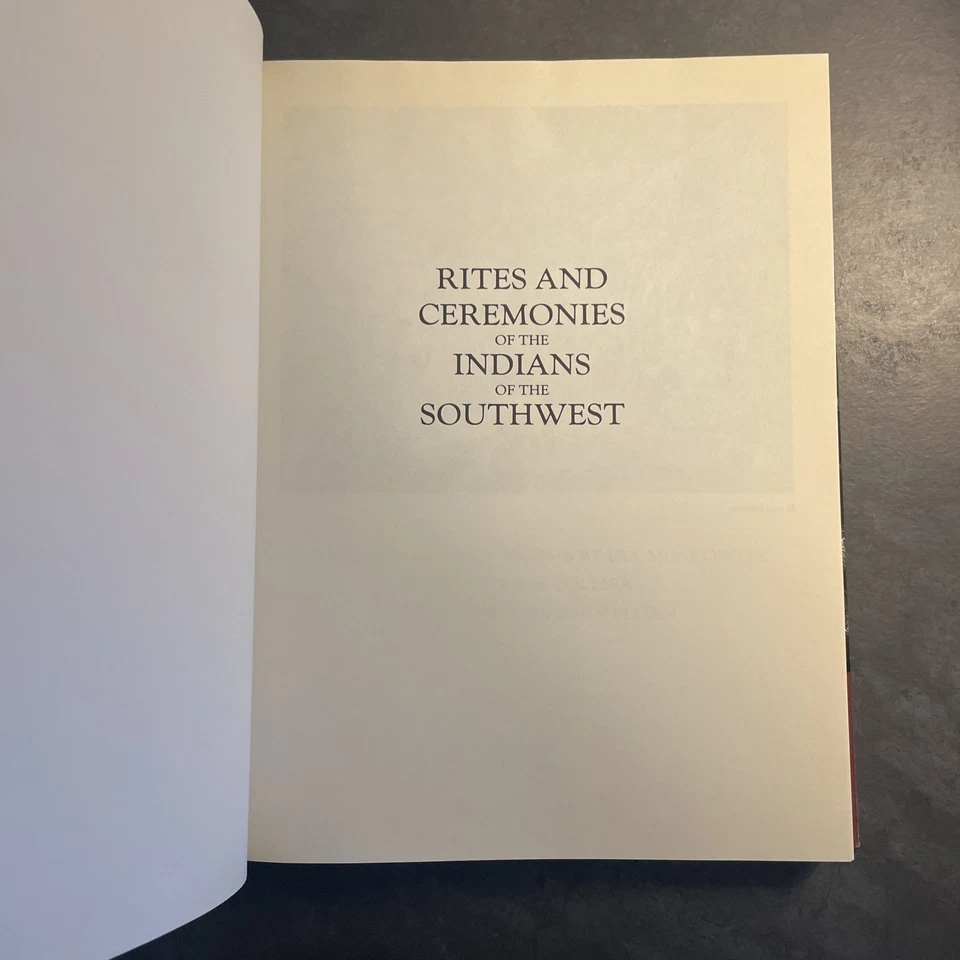 RITES AND
CEREMONIES
OF THE
INDIANS
OF THE
SOUTHWEST